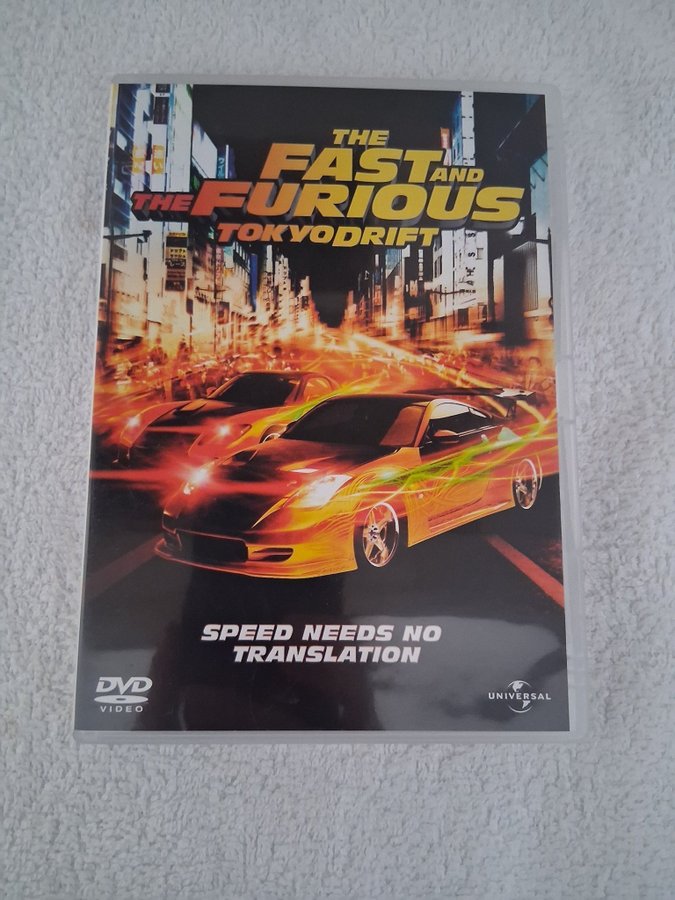 THE
FAST AND
THE FURIOUS
TOKYO DRIFT
SPEED NEEDS NO
TRANSLATION
DVD
VIDEO
UNIVERSAL